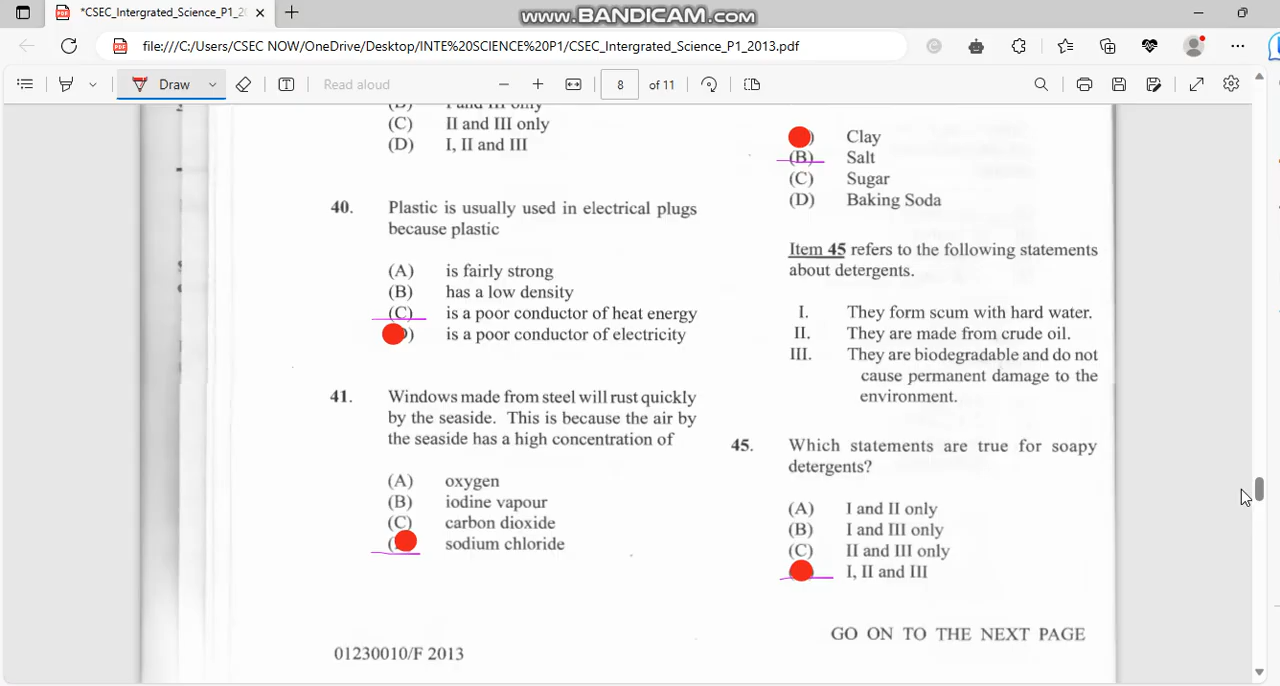 *CSEC_Intergrated_Science_P1_2
www.BANDICAM.com
file:///C:/Users/CSEC NOW/OneDrive/Desktop/INTE%20SCIENCE%20P1/CSEC_Intergrated_Science_P1_2013.pdf
Draw
Read aloud
8
of 11
I and III only
(C) II and III only
(D) I, II and III
40. Plastic is usually used in electrical plugs
because plastic
(A) is fairly strong
(B) has a low density
(C) is a poor conductor of heat energy
) is a poor conductor of electricity
41. Windows made from steel will rust quickly
by the seaside. This is because the air by
the seaside has a high concentration of
(A) oxygen
(B) iodine vapour
(C) carbon dioxide
( sodium chloride
01230010/F 2013
) Clay
(B) Salt
(C) Sugar
(D) Baking Soda
Item 45 refers to the following statements
about detergents.
I. They form scum with hard water.
II. They are made from crude oil.
III. They are biodegradable and do not
cause permanent damage to the
environment.
45. Which statements are true for soapy
detergents?
(A) I and II only
(B) I and III only
(C) II and III only
I, II and III
GO ON TO THE NEXT PAGE